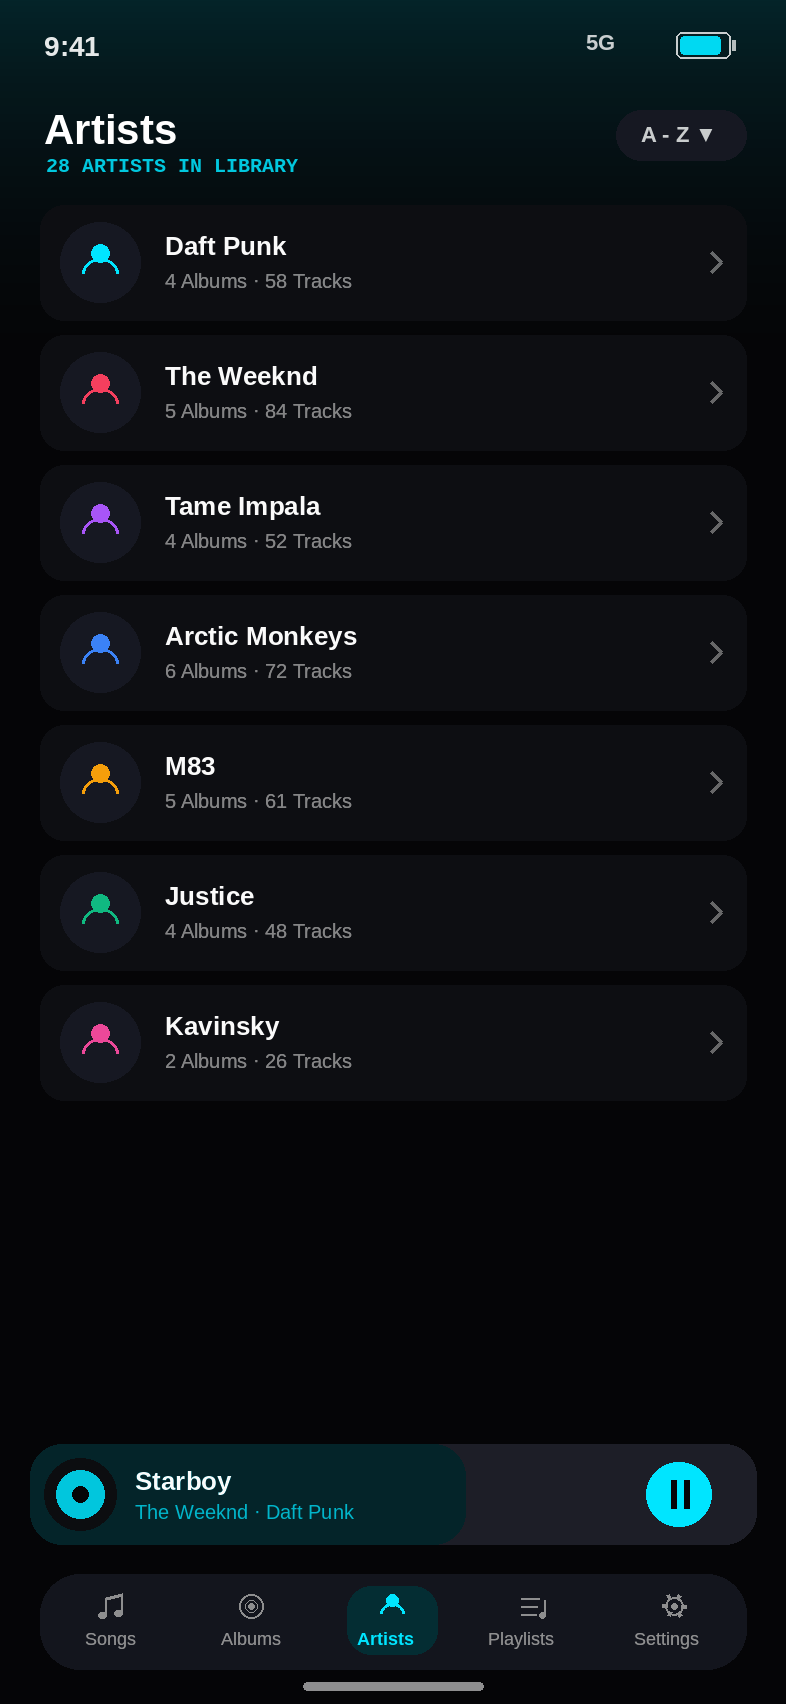 9:41
5G
Artists
A - Z ▼
28 ARTISTS IN LIBRARY
Daft Punk
4 Albums · 58 Tracks
The Weeknd
5 Albums · 84 Tracks
Tame Impala
4 Albums · 52 Tracks
Arctic Monkeys
6 Albums · 72 Tracks
M83
5 Albums · 61 Tracks
Justice
4 Albums · 48 Tracks
Kavinsky
2 Albums · 26 Tracks
Starboy
The Weeknd · Daft Punk
Songs
Albums
Artists
Playlists
Settings